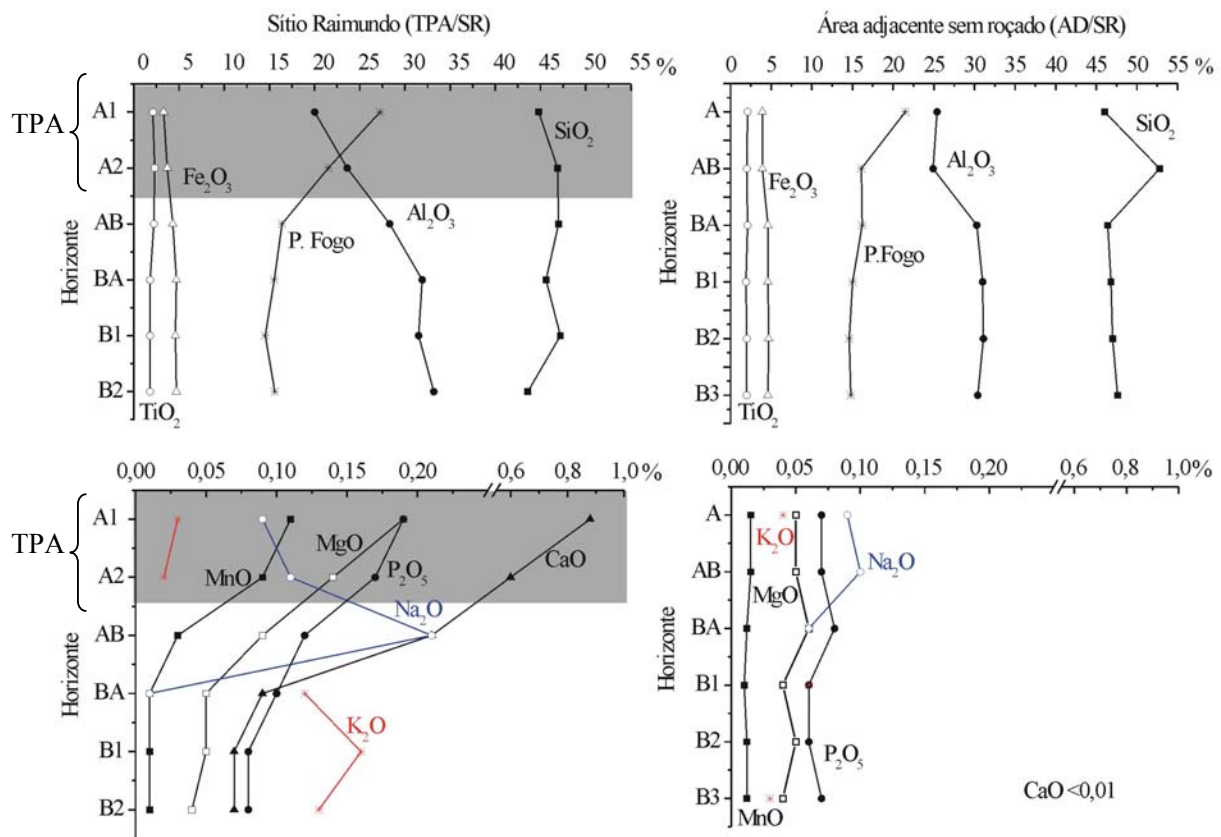 Sítio Raimundo (TPA/SR)
0 5 10 15 20 25 30 35 40 45 50 55 %
TPA
Horizonte
A1
A2
AB
BA
B1
B2
SiO2
Fe2O3
Al2O3
P. Fogo
TiO2
Área adjacente sem roçado (AD/SR)
0 5 10 15 20 25 30 35 40 45 50 55 %
Horizonte
A
AB
BA
B1
B2
B3
SiO2
Al2O3
Fe2O3
P.Fogo
TiO2
0,00 0,05 0,10 0,15 0,20 0,6 0,8 1,0%
TPA
Horizonte
A1
A2
AB
BA
B1
B2
MgO
CaO
MnO
P2O5
Na2O
K2O
0,00 0,05 0,10 0,15 0,20 0,6 0,8 1,0%
Horizonte
A
AB
BA
B1
B2
B3
K2O
Na2O
MgO
P2O5
CaO <0,01
MnO